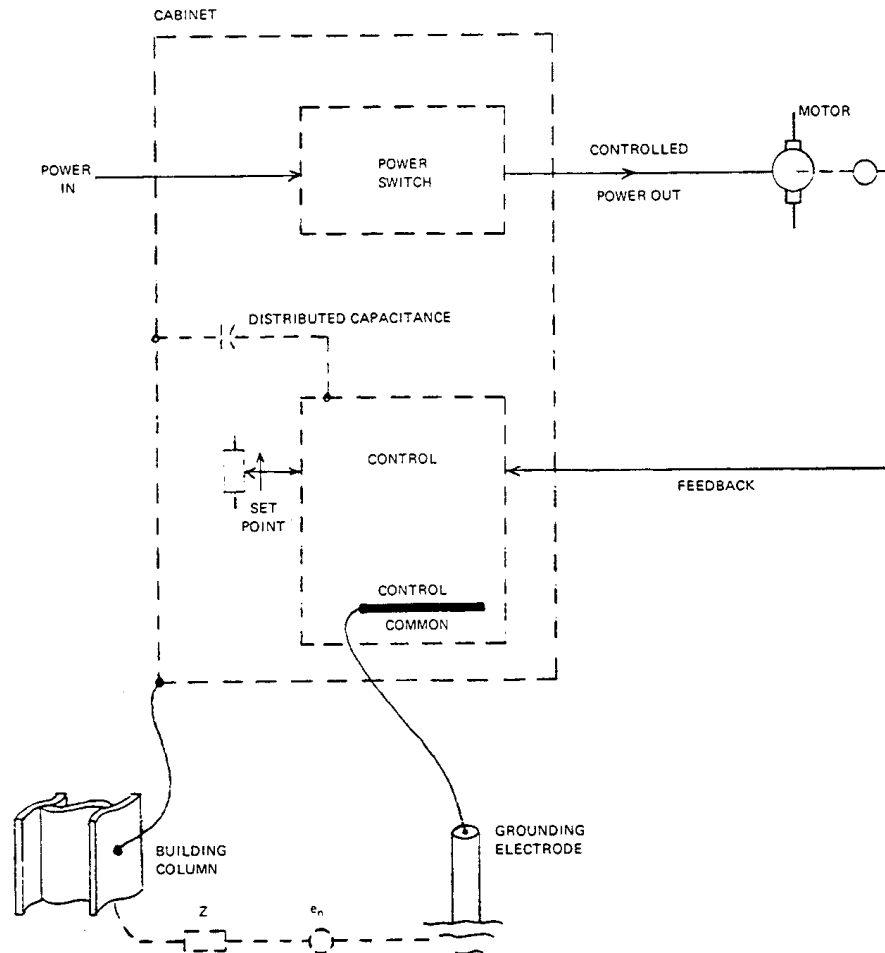 CABINET
MOTOR
POWER
IN
POWER
SWITCH
CONTROLLED
POWER OUT
DISTRIBUTED CAPACITANCE
CONTROL
SET
POINT
FEEDBACK
CONTROL
COMMON
BUILDING
COLUMN
GROUNDING
ELECTRODE
Z
en